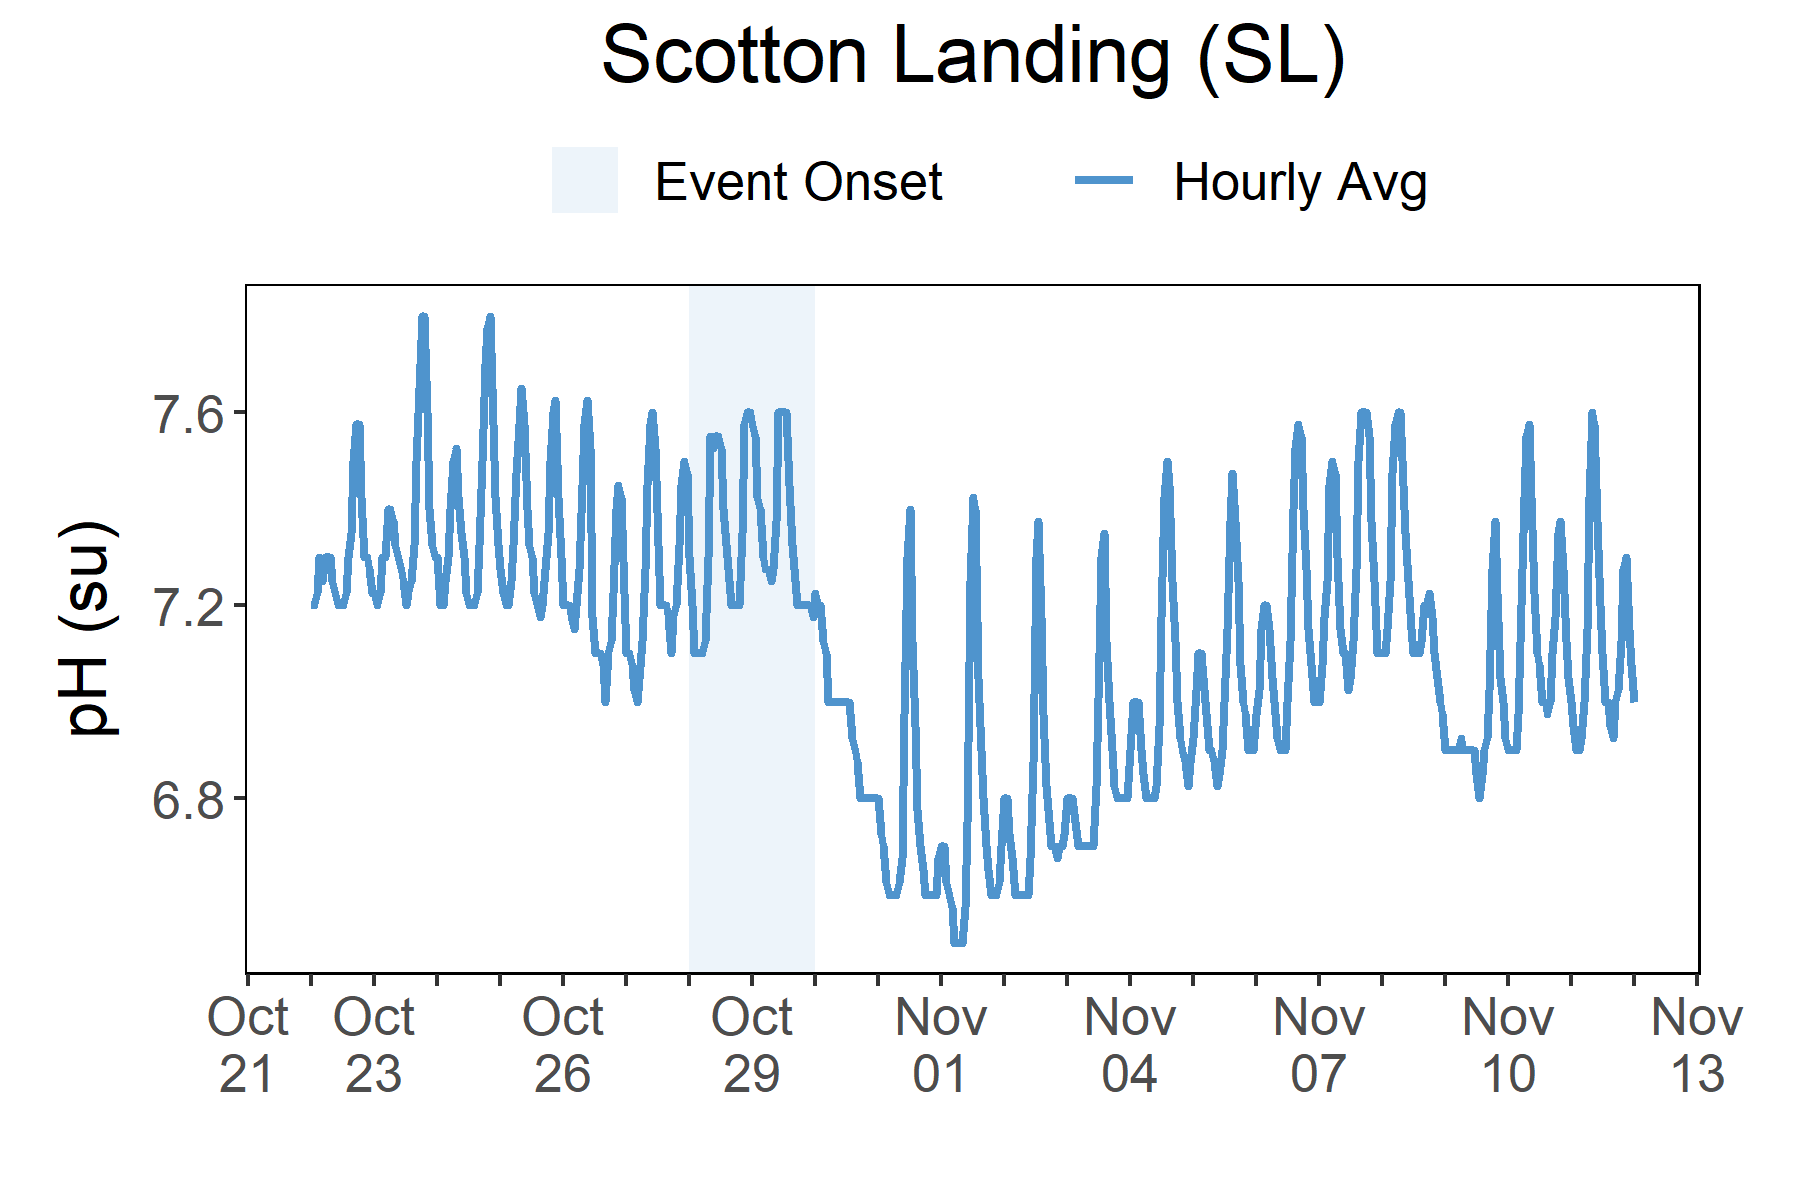 Scotton Landing (SL)
Event Onset Hourly Avg
pH (su)
7.6
7.2
6.8
Oct Oct Oct Oct Nov Nov Nov Nov Nov
21 23 26 29 01 04 07 10 13